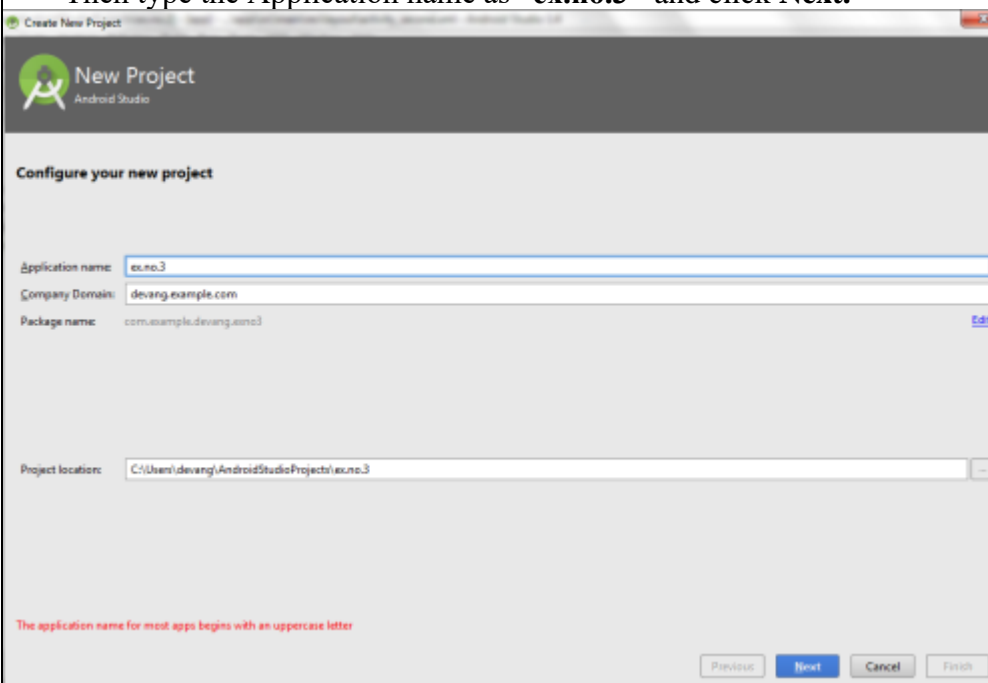 Then type the Application name as "ex.no.3" and click Next.
Create New Project
New Project
Android Studio
Configure your new project
Application name: ex.no.3
Company Domain: devang.example.com
Package name: com.example.devang.exno3
Edit
Project location: C:\Users\devang\AndroidStudioProjects\ex.no.3
...
The application name for most apps begins with an uppercase letter
Previous Next Cancel Finish